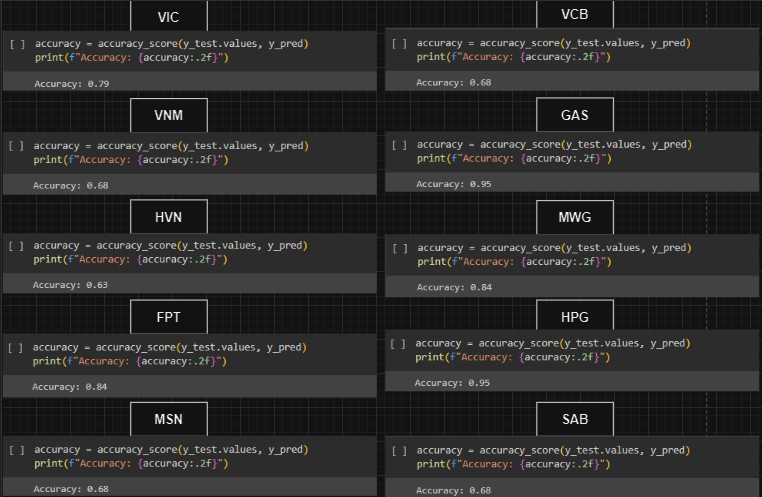 VIC
[ ] accuracy = accuracy_score(y_test.values, y_pred)
print(f"Accuracy: {accuracy:.2f}")
Accuracy: 0.79
VNM
[ ] accuracy = accuracy_score(y_test.values, y_pred)
print(f"Accuracy: {accuracy:.2f}")
Accuracy: 0.68
HVN
[ ] accuracy = accuracy_score(y_test.values, y_pred)
print(f"Accuracy: {accuracy:.2f}")
Accuracy: 0.63
FPT
[ ] accuracy = accuracy_score(y_test.values, y_pred)
print(f"Accuracy: {accuracy:.2f}")
Accuracy: 0.84
MSN
[ ] accuracy = accuracy_score(y_test.values, y_pred)
print(f"Accuracy: {accuracy:.2f}")
Accuracy: 0.68
VCB
[ ] accuracy = accuracy_score(y_test.values, y_pred)
print(f"Accuracy: {accuracy:.2f}")
Accuracy: 0.68
GAS
[ ] accuracy = accuracy_score(y_test.values, y_pred)
print(f"Accuracy: {accuracy:.2f}")
Accuracy: 0.95
MWG
[ ] accuracy = accuracy_score(y_test.values, y_pred)
print(f"Accuracy: {accuracy:.2f}")
Accuracy: 0.84
HPG
[ ] accuracy = accuracy_score(y_test.values, y_pred)
print(f"Accuracy: {accuracy:.2f}")
Accuracy: 0.95
SAB
[ ] accuracy = accuracy_score(y_test.values, y_pred)
print(f"Accuracy: {accuracy:.2f}")
Accuracy: 0.68